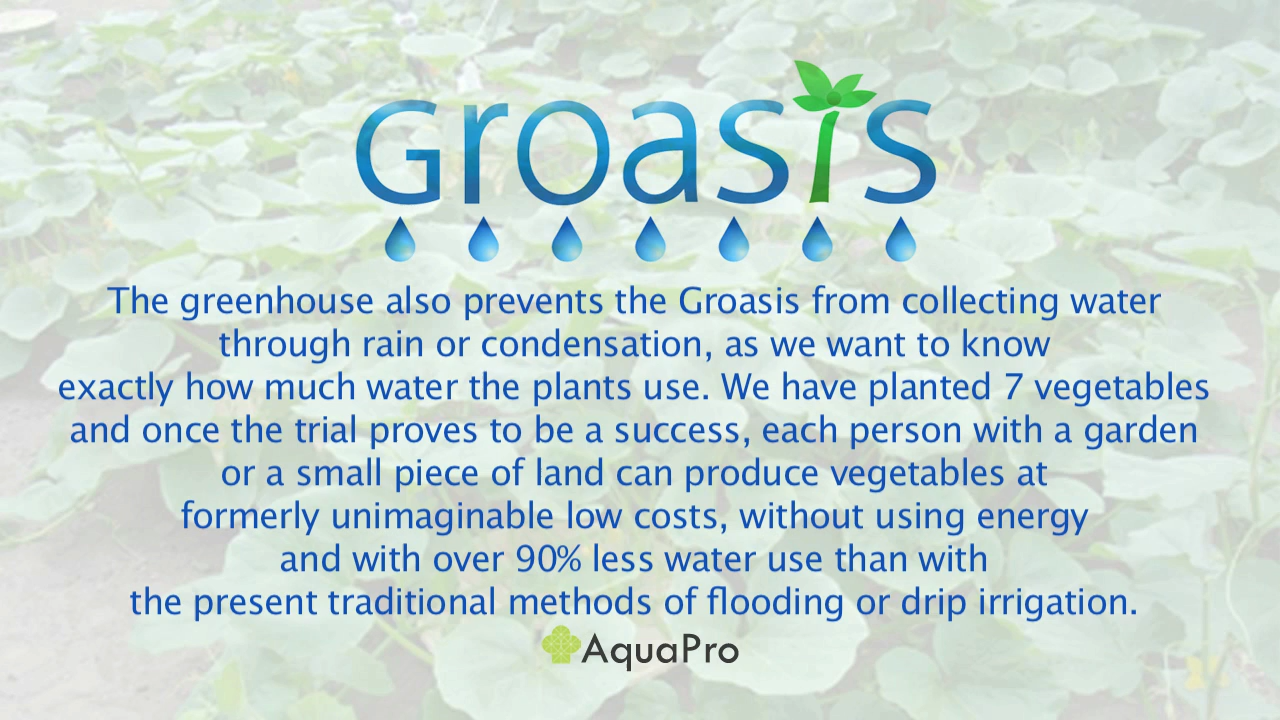 Groasis
The greenhouse also prevents the Groasis from collecting water
through rain or condensation, as we want to know
exactly how much water the plants use. We have planted 7 vegetables
and once the trial proves to be a success, each person with a garden
or a small piece of land can produce vegetables at
formerly unimaginable low costs, without using energy
and with over 90% less water use than with
the present traditional methods of flooding or drip irrigation.
AquaPro